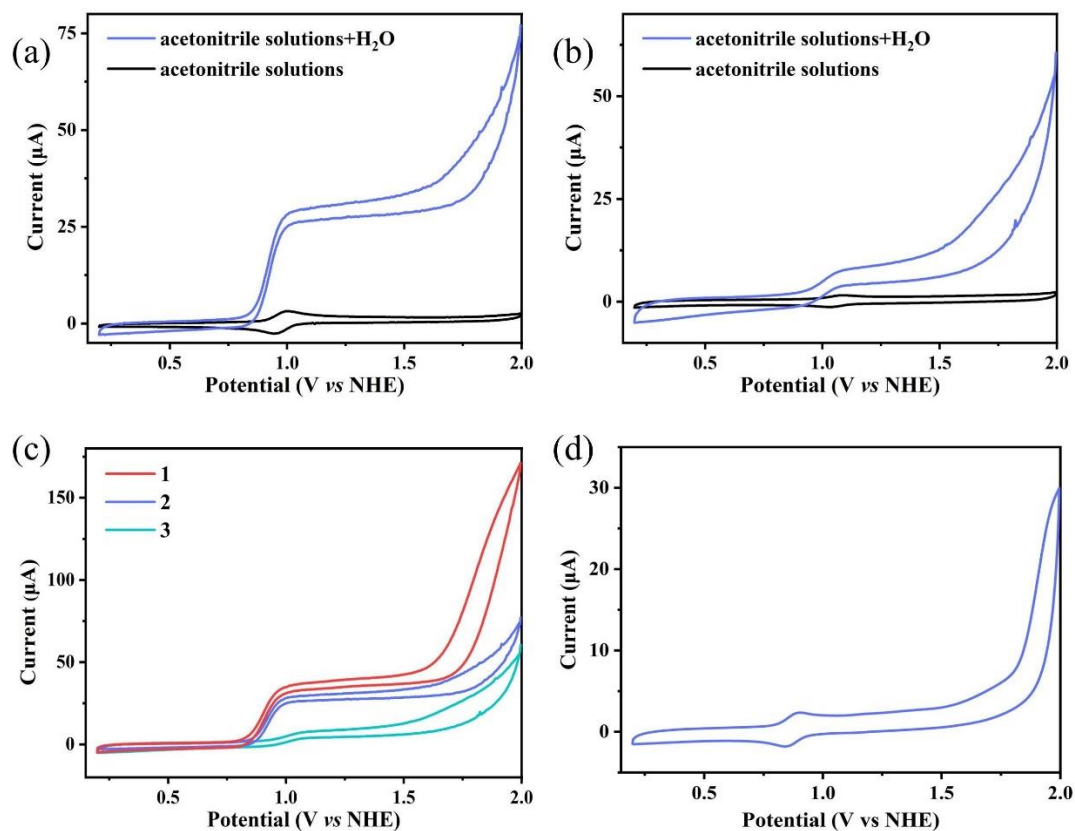 (a)
acetonitrile solutions+H₂O
acetonitrile solutions
75
50
25
0
Current (µA)
0.5 1.0 1.5 2.0
Potential (V vs NHE)
(b)
acetonitrile solutions+H₂O
acetonitrile solutions
50
25
0
Current (µA)
0.5 1.0 1.5 2.0
Potential (V vs NHE)
(c)
1
2
3
150
100
50
0
Current (µA)
0.5 1.0 1.5 2.0
Potential (V vs NHE)
(d)
30
20
10
0
Current (µA)
0.5 1.0 1.5 2.0
Potential (V vs NHE)